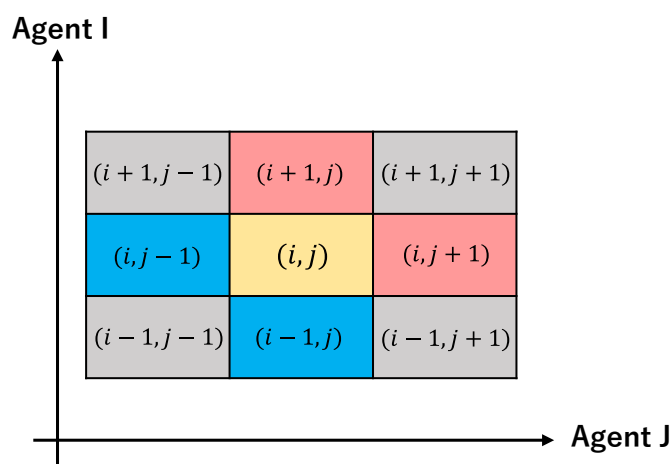 Agent I
(i + 1, j − 1) (i + 1, j) (i + 1, j + 1)
(i, j − 1) (i, j) (i, j + 1)
(i − 1, j − 1) (i − 1, j) (i − 1, j + 1)
Agent J